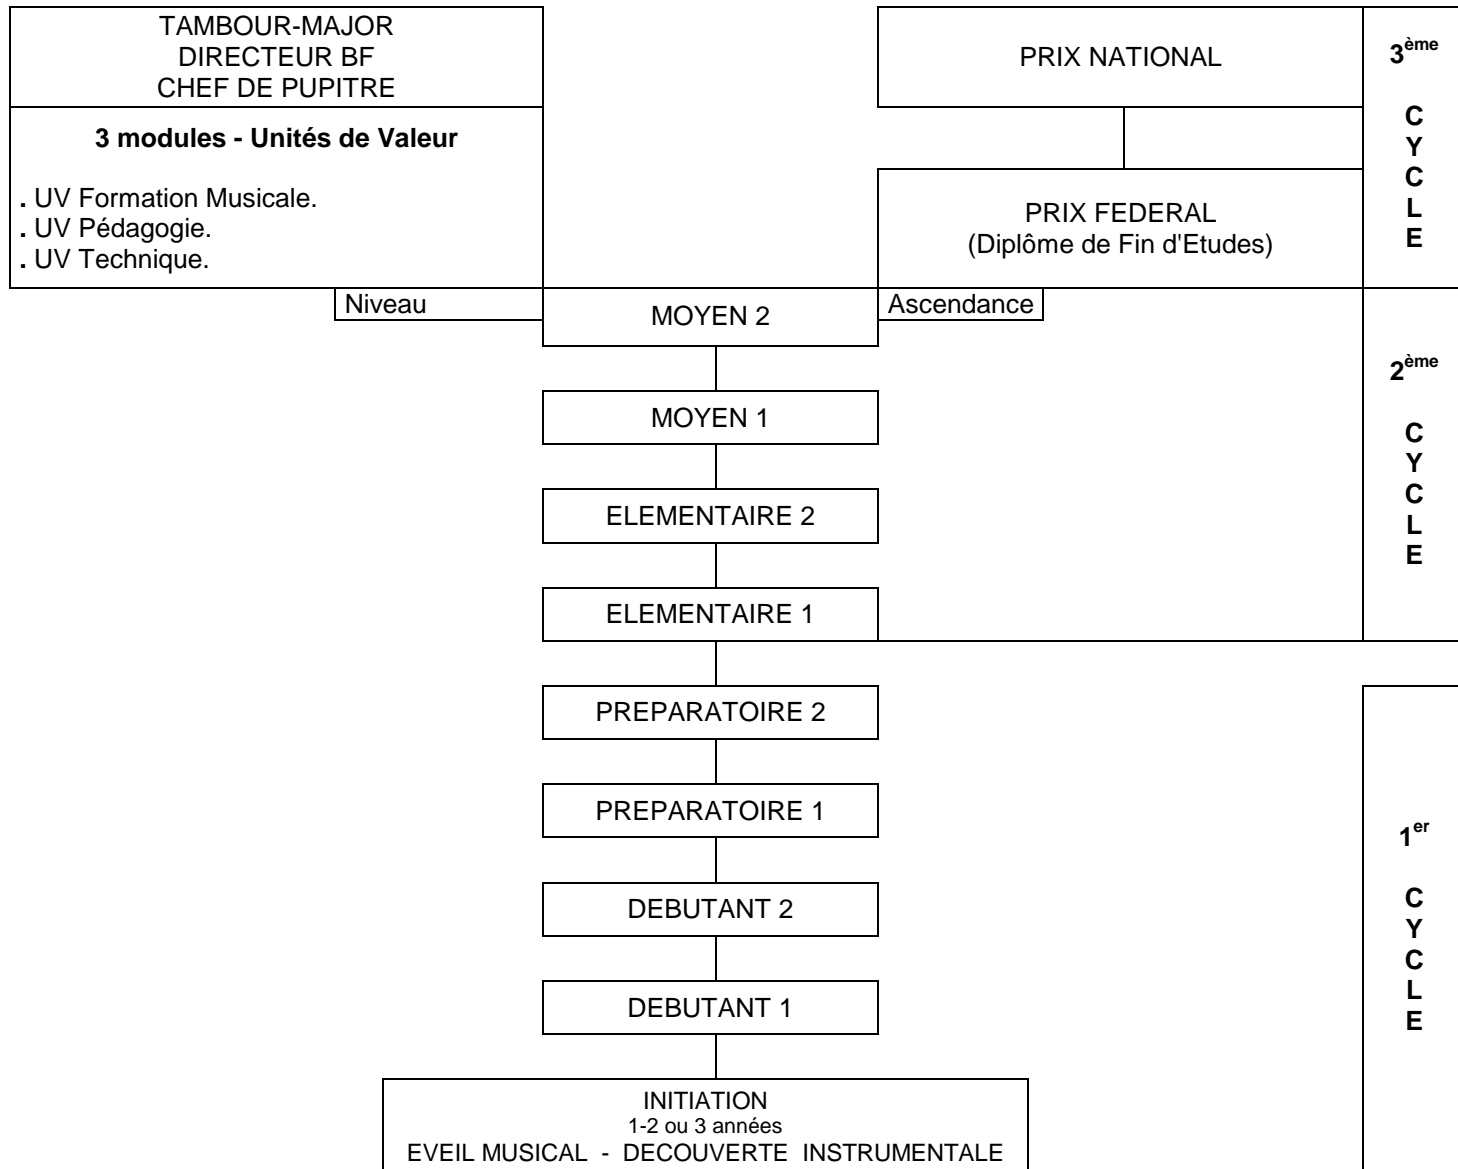 TAMBOUR-MAJOR
DIRECTEUR BF
CHEF DE PUPITRE
PRIX NATIONAL
3ème
C
Y
C
L
E
3 modules - Unités de Valeur
. UV Formation Musicale.
. UV Pédagogie.
. UV Technique.
PRIX FEDERAL
(Diplôme de Fin d'Etudes)
Niveau
MOYEN 2
Ascendance
2ème
C
Y
C
L
E
MOYEN 1
ELEMENTAIRE 2
ELEMENTAIRE 1
PREPARATOIRE 2
PREPARATOIRE 1
1er
C
Y
C
L
E
DEBUTANT 2
DEBUTANT 1
INITIATION
1-2 ou 3 années
EVEIL MUSICAL - DECOUVERTE INSTRUMENTALE